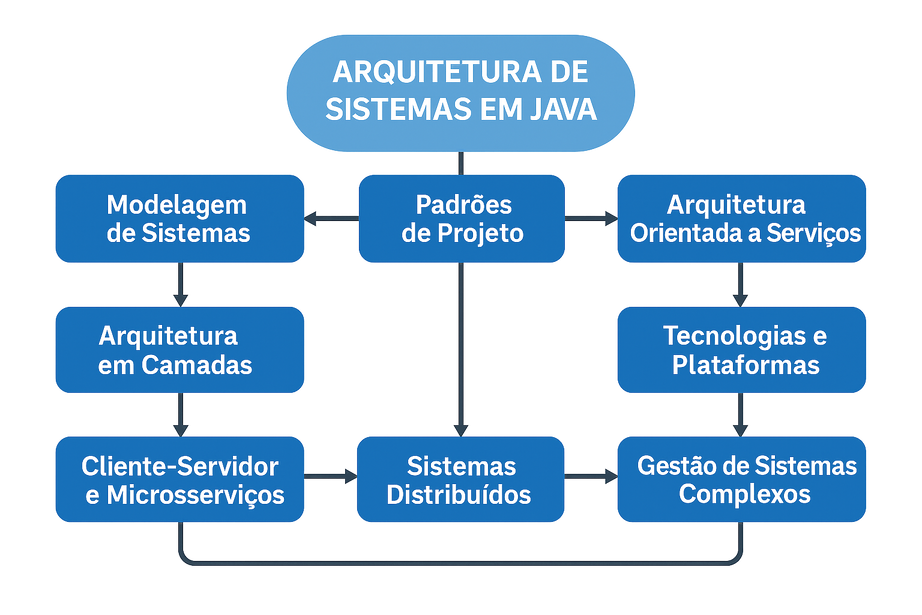 ARQUITETURA DE
SISTEMAS EM JAVA
Modelagem
de Sistemas
Padrões
de Projeto
Arquitetura
Orientada a Serviços
Arquitetura
em Camadas
Tecnologias e
Plataformas
Cliente-Servidor
e Microsserviços
Sistemas
Distribuídos
Gestão de Sistemas
Complexos